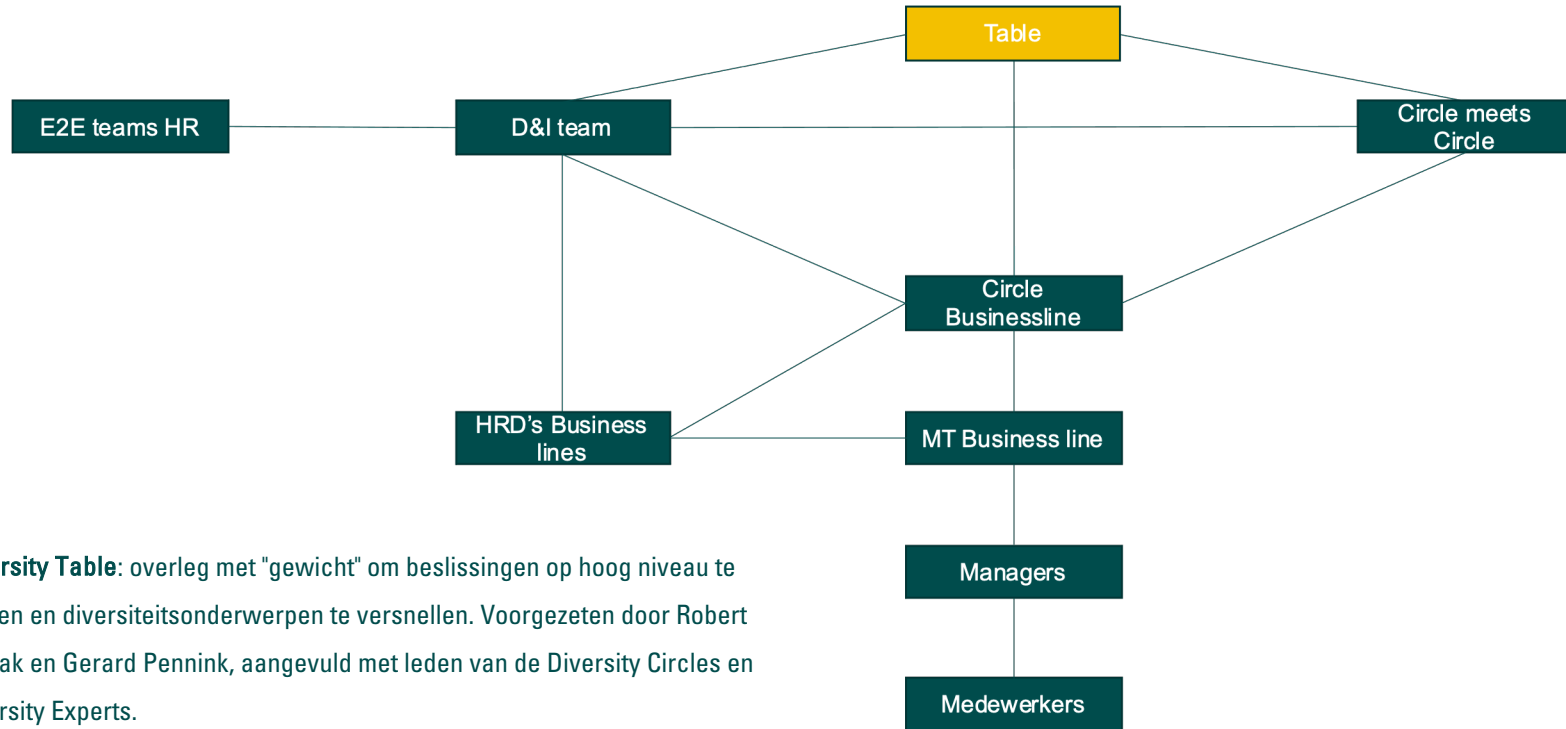 Table
E2E teams HR
D&I team
Circle meets
Circle
Circle
Businessline
HRD's Business
lines
MT Business line
Managers
Medewerkers
rsity Table: overleg met "gewicht" om beslissingen op hoog niveau te
en en diversiteitsonderwerpen te versnellen. Voorgezeten door Robert
ak en Gerard Pennink, aangevuld met leden van de Diversity Circles en
rsity Experts.